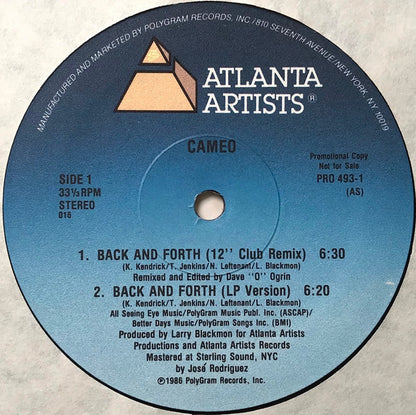 MANUFACTURED AND MARKETED BY POLYGRAM RECORDS, INC./810 SEVENTH AVENUE/NEW YORK, NY 10019
ATLANTA
ARTISTS®
CAMEO
SIDE 1
33⅓ RPM
STEREO
016
Promotional Copy
Not for Sale
PRO 493-1
(AS)
1. BACK AND FORTH (12'' Club Remix) 6:30
(K. Kendrick/T. Jenkins/N. Leftenant/L. Blackmon)
Remixed and Edited by Dave "O" Ogrin
2. BACK AND FORTH (LP Version) 6:20
(K. Kendrick/T. Jenkins/N. Leftenant/L. Blackmon)
All Seeing Eye Music/PolyGram Music Publ. Inc. (ASCAP)/
Better Days Music/PolyGram Songs Inc. (BMI)
Produced by Larry Blackmon for Atlanta Artists
Productions and Atlanta Artists Records
Mastered at Sterling Sound, NYC
by José Rodriguez
℗1986 PolyGram Records, Inc.